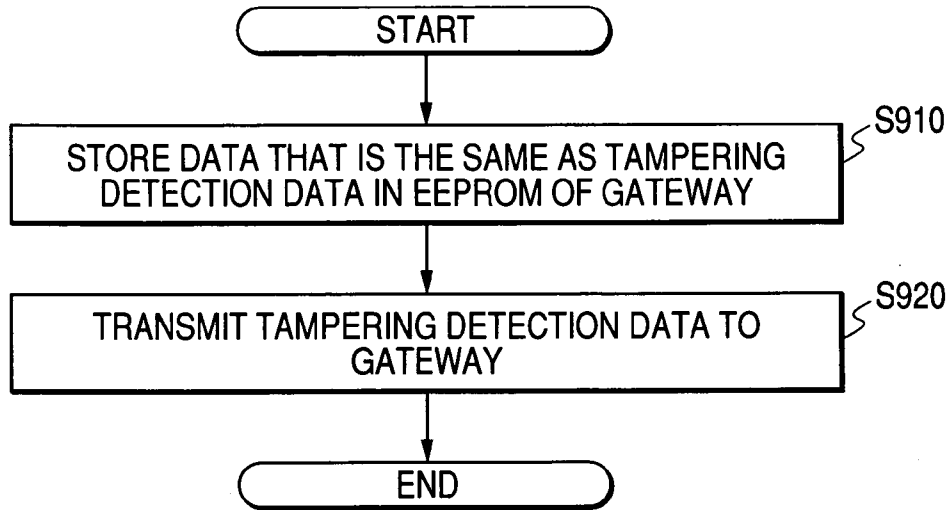 START
S910
STORE DATA THAT IS THE SAME AS TAMPERING
DETECTION DATA IN EEPROM OF GATEWAY
S920
TRANSMIT TAMPERING DETECTION DATA TO
GATEWAY
END